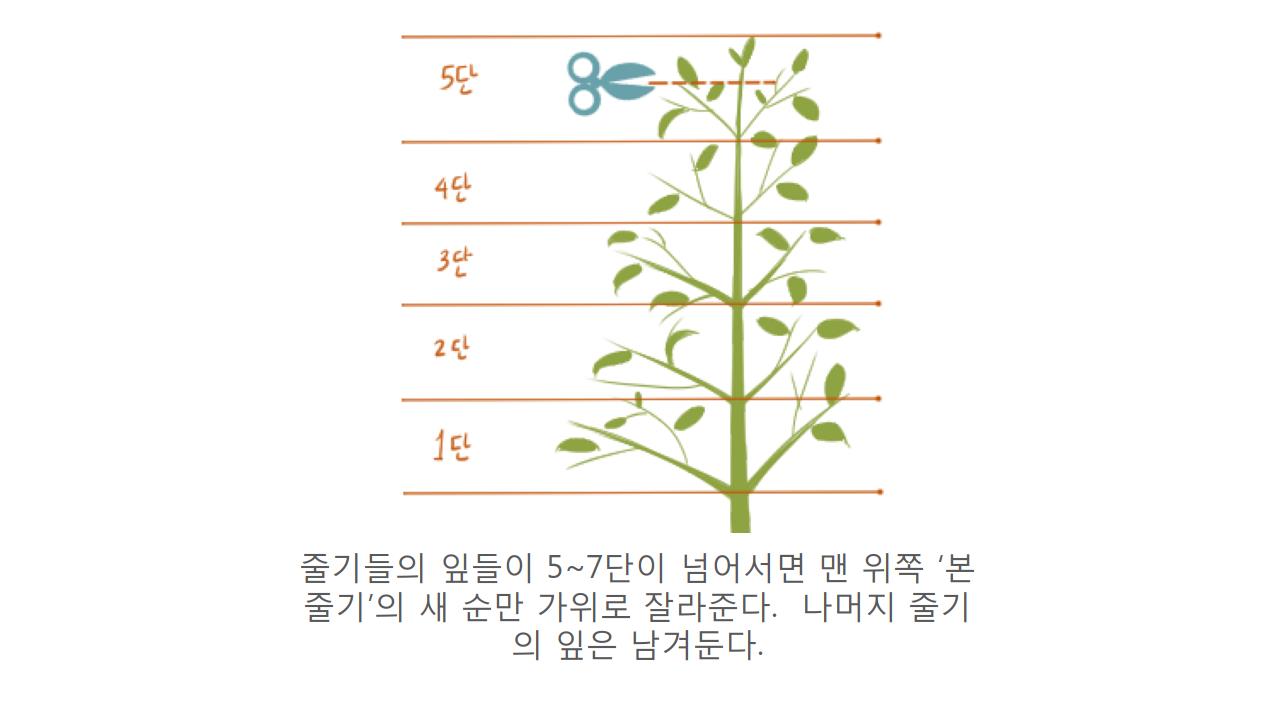 5단
4단
3단
2단
1단
줄기들의 잎들이 5~7단이 넘어서면 맨 위쪽 ‘본
줄기’의 새 순만 가위로 잘라준다.  나머지 줄기
의 잎은 남겨둔다.